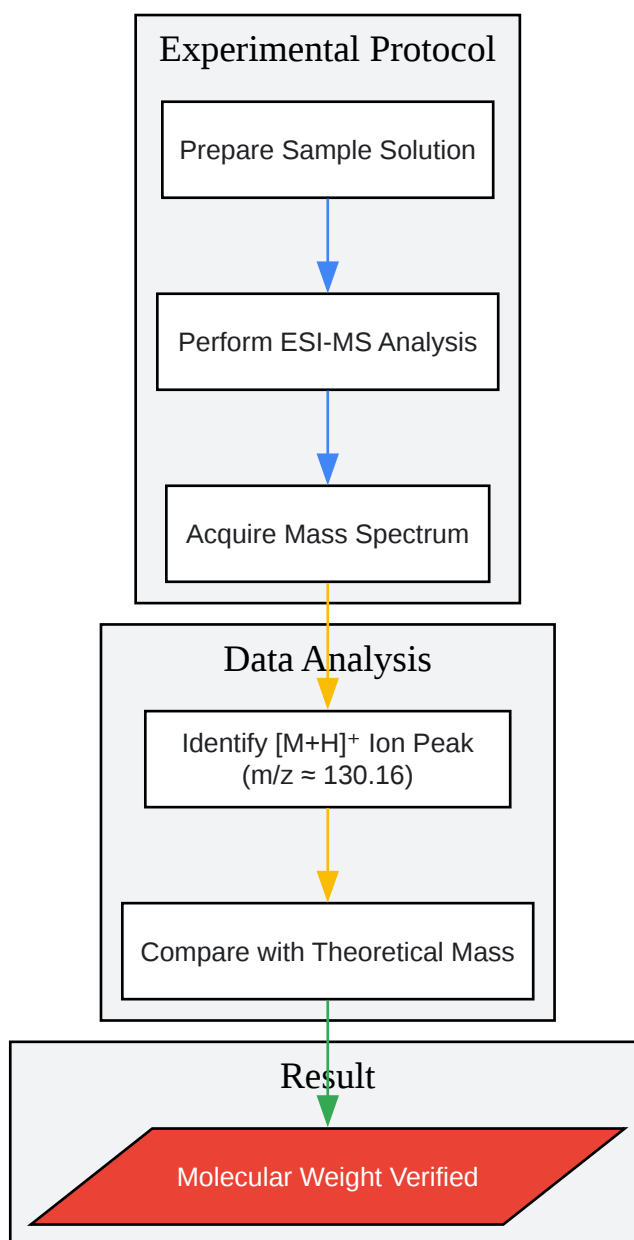 Experimental Protocol
Prepare Sample Solution
Perform ESI-MS Analysis
Acquire Mass Spectrum
Data Analysis
Identify [M+H]⁺ Ion Peak
(m/z ≈ 130.16)
Compare with Theoretical Mass
Result
Molecular Weight Verified